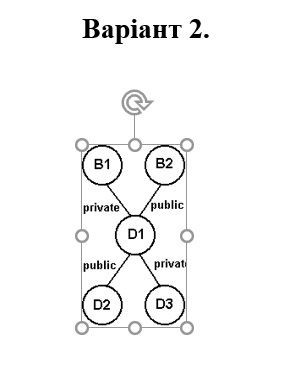 Варіант 2.
B1 B2
private public
D1
public privat
D2 D3